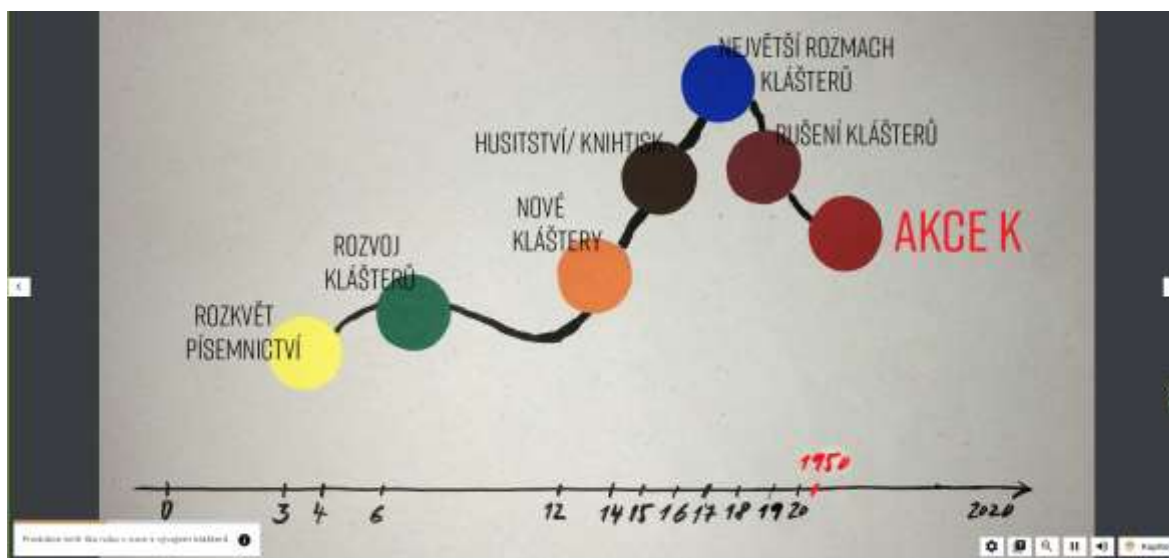 NEJVĚTŠÍ ROZMACH
KLÁŠTERŮ
HUSITSTVÍ/ KNIHTISK
RUŠENÍ KLÁŠTERŮ
NOVÉ
KLÁŠTERY
AKCE K
ROZVOJ
KLÁŠTERŮ
ROZKVĚT
PÍSEMNICTVÍ
1950
0 3 4 6 12 14 15 16 17 18 19 20 2020